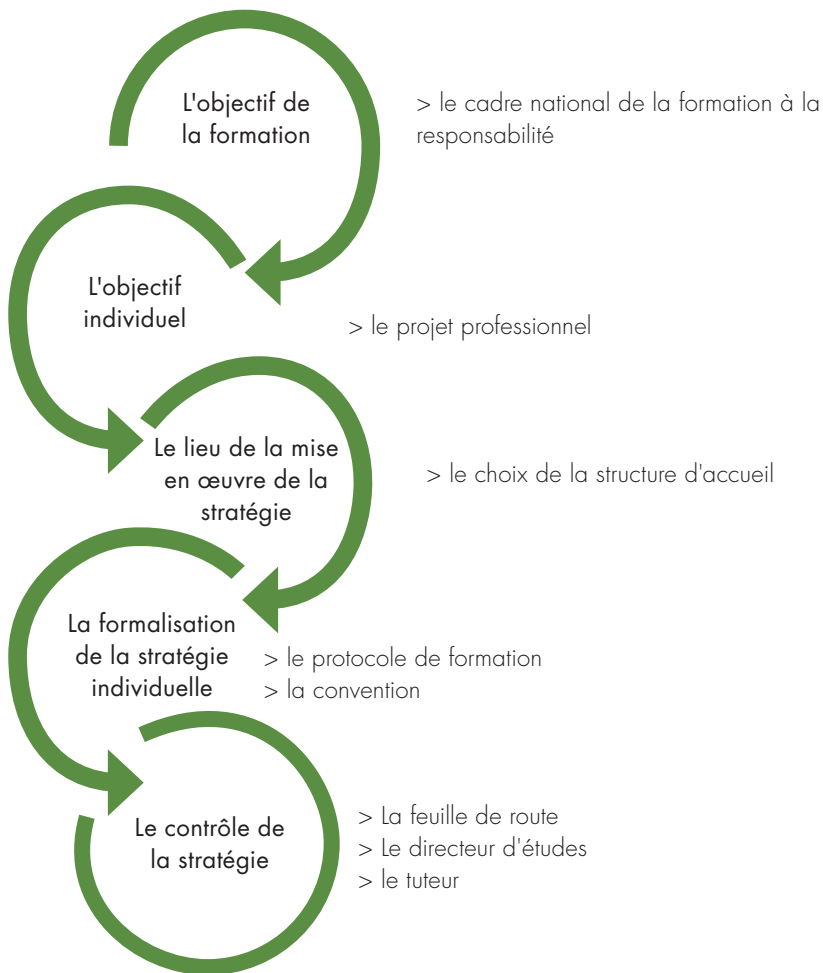 L'objectif de
la formation
> le cadre national de la formation à la
responsabilité
L'objectif
individuel
> le projet professionnel
Le lieu de la mise
en œuvre de la
stratégie
> le choix de la structure d'accueil
La formalisation
de la stratégie
individuelle
> le protocole de formation
> la convention
Le contrôle de
la stratégie
> La feuille de route
> Le directeur d'études
> le tuteur